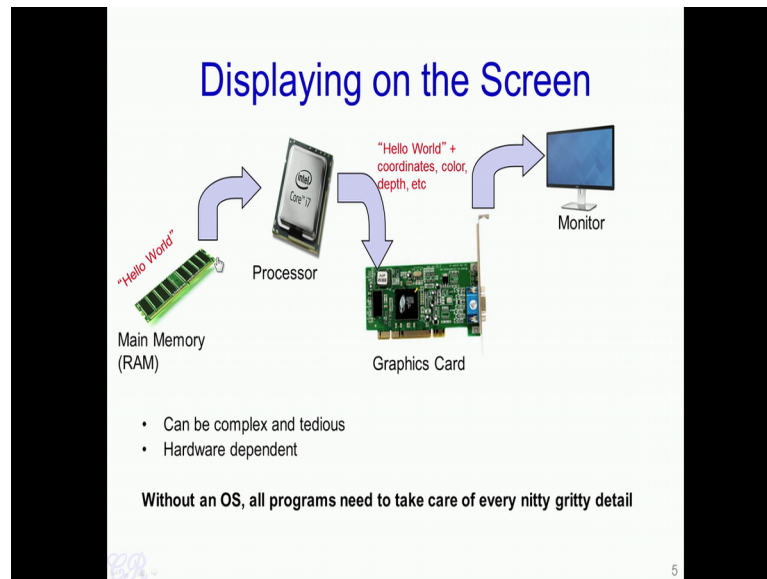 Displaying on the Screen
“Hello World” +
coordinates, color,
depth, etc
intel
Core™ i7
Monitor
“Hello World”
Processor
Main Memory
(RAM)
Graphics Card
• Can be complex and tedious
• Hardware dependent
Without an OS, all programs need to take care of every nitty gritty detail
5